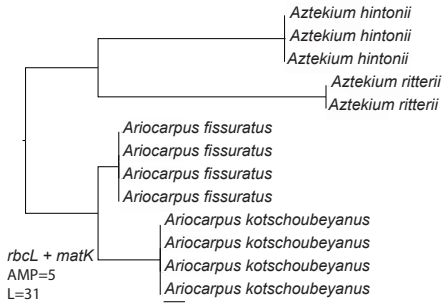 Aztekium hintonii
Aztekium hintonii
Aztekium hintonii
Aztekium ritterii
Aztekium ritterii
Ariocarpus fissuratus
Ariocarpus fissuratus
Ariocarpus fissuratus
Ariocarpus fissuratus
Ariocarpus kotschoubeyanus
Ariocarpus kotschoubeyanus
Ariocarpus kotschoubeyanus
Ariocarpus kotschoubeyanus
rbcL + matK
AMP=5
L=31